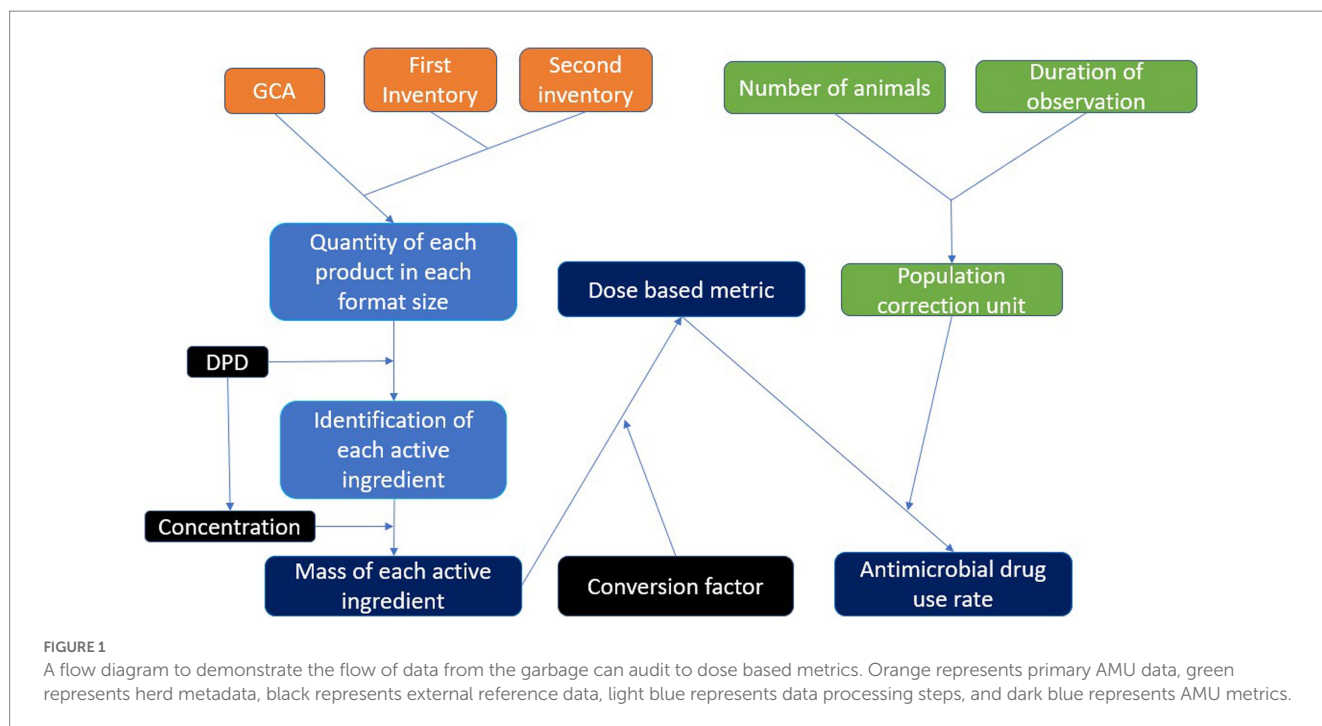 GCA
First
Inventory
Second
inventory
Number of animals
Duration of
observation
Quantity of each
product in each
format size
Dose based metric
Population
correction unit
DPD
Identification of
each active
ingredient
Concentration
Mass of each active
ingredient
Conversion factor
Antimicrobial drug
use rate
FIGURE 1
A flow diagram to demonstrate the flow of data from the garbage can audit to dose based metrics. Orange represents primary AMU data, green
represents herd metadata, black represents external reference data, light blue represents data processing steps, and dark blue represents AMU metrics.